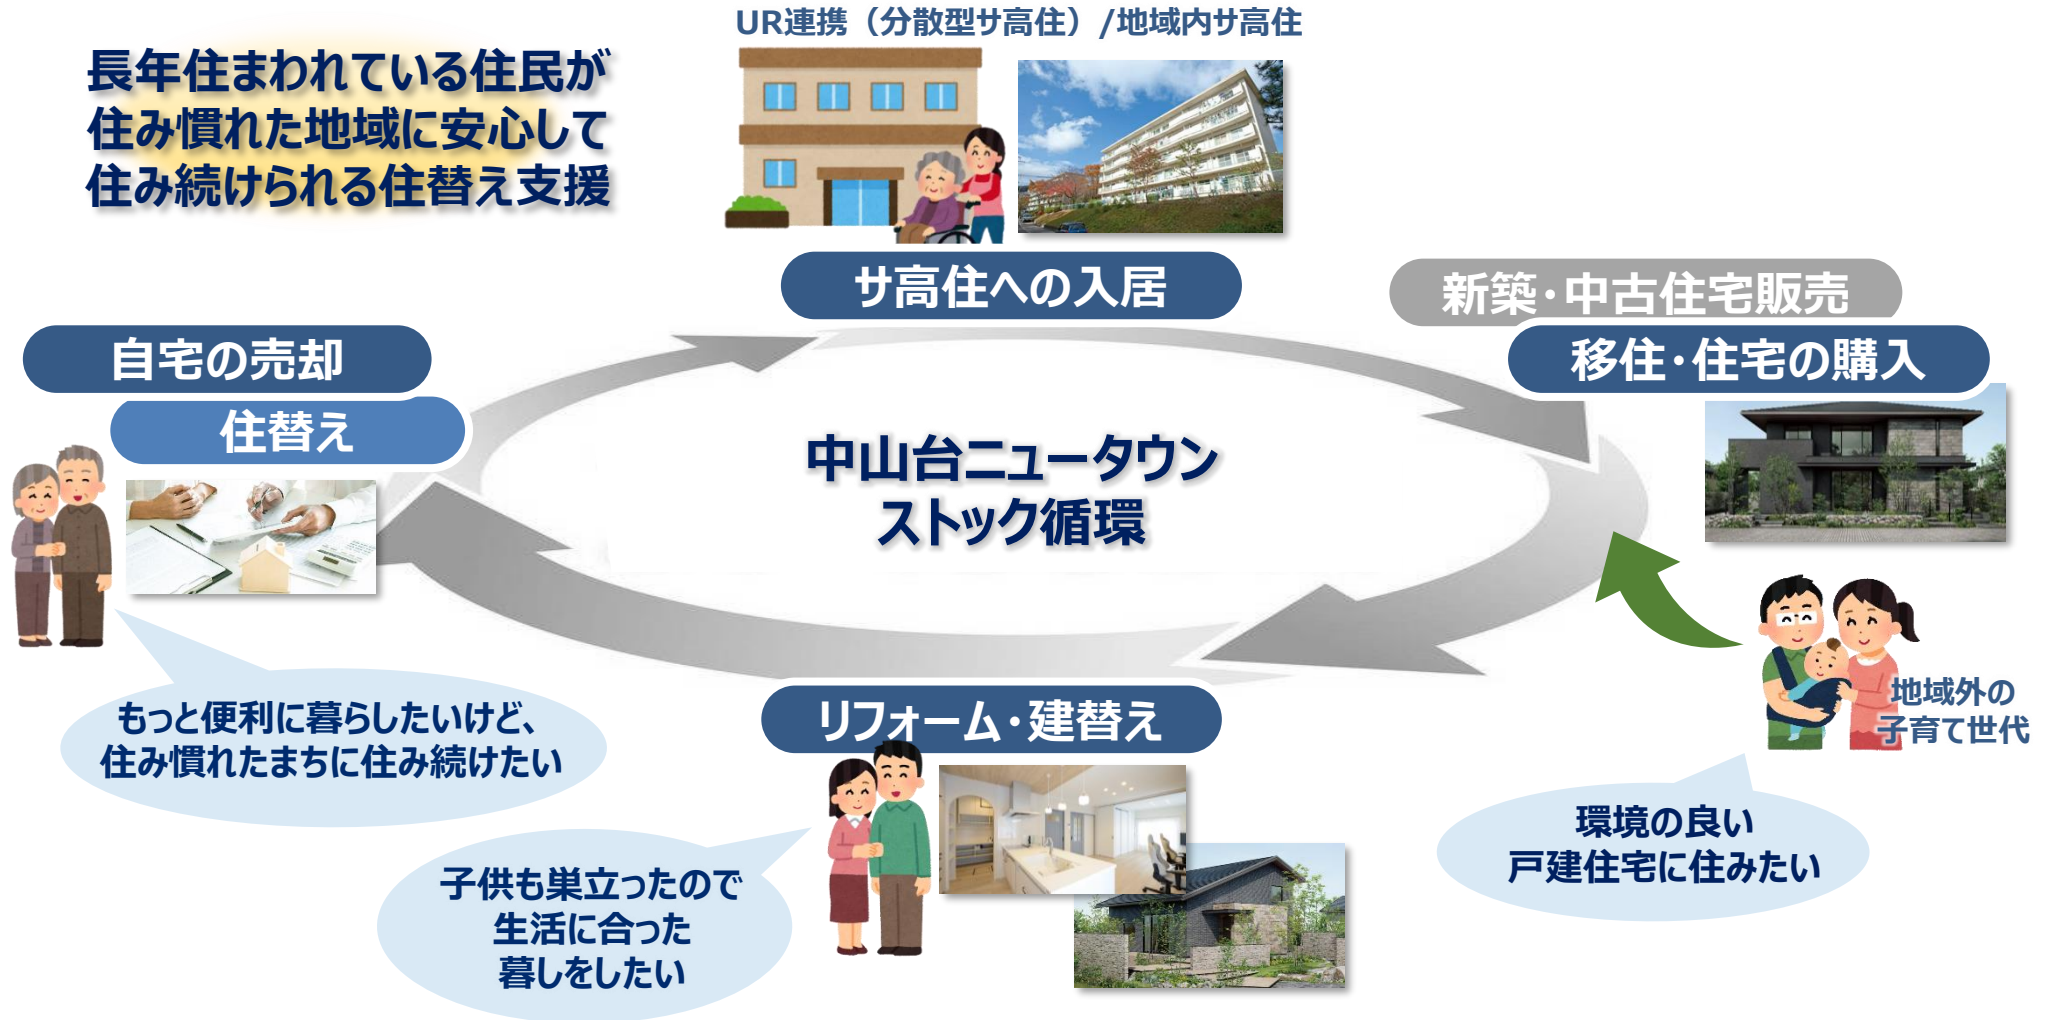 UR連携（分散型サ高住）/地域内サ高住
長年住まわれている住民が
住み慣れた地域に安心して
住み続けられる住替え支援
サ高住への入居
新築・中古住宅販売
移住・住宅の購入
自宅の売却
住替え
中山台ニュータウン
ストック循環
もっと便利に暮らしたいけど、
住み慣れたまちに住み続けたい
リフォーム・建替え
地域外の
子育て世代
子供も巣立ったので
生活に合った
暮しをしたい
環境の良い
戸建住宅に住みたい